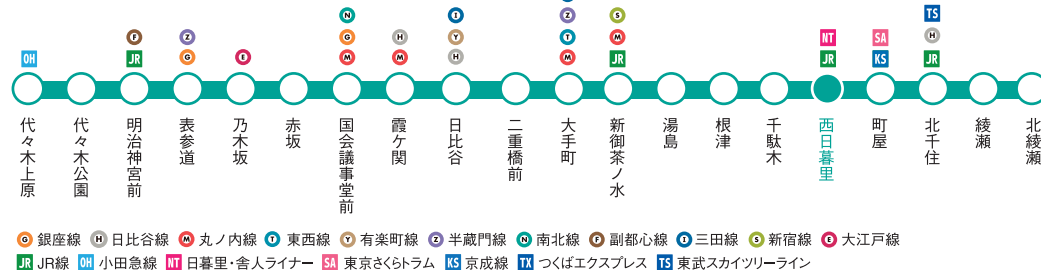 OH F JR Z G E N G M H M I Y H Z T M S M JR NT JR SA KS TS H JR
代々木上原 代々木公園 明治神宮前 表参道 乃木坂 赤坂 国会議事堂前 霞ケ関 日比谷 二重橋前 大手町 新御茶ノ水 湯島 根津 千駄木 西日暮里 町屋 北千住 綾瀬 北綾瀬
G 銀座線 H 日比谷線 M 丸ノ内線 T 東西線 Y 有楽町線 Z 半蔵門線 N 南北線 F 副都心線 I 三田線 S 新宿線 E 大江戸線
JR JR線 OH 小田急線 NT 日暮里・舎人ライナー SA 東京さくらトラム KS 京成線 TX つくばエクスプレス TS 東武スカイツリーライン